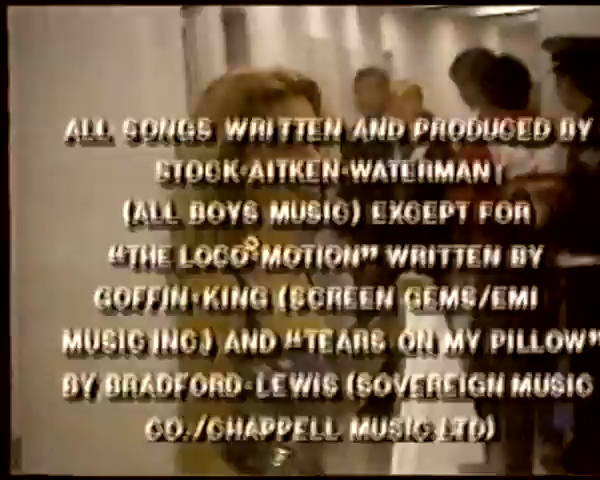 ALL SONGS WRITTEN AND PRODUCED BY
STOCK·AITKEN·WATERMAN
(ALL BOYS MUSIC) EXCEPT FOR
"THE LOCO-MOTION" WRITTEN BY
GOFFIN·KING (SCREEN GEMS/EMI
MUSIC INC.) AND "TEARS ON MY PILLOW"
BY BRADFORD·LEWIS (SOVEREIGN MUSIC
CO./CHAPPELL MUSIC LTD)